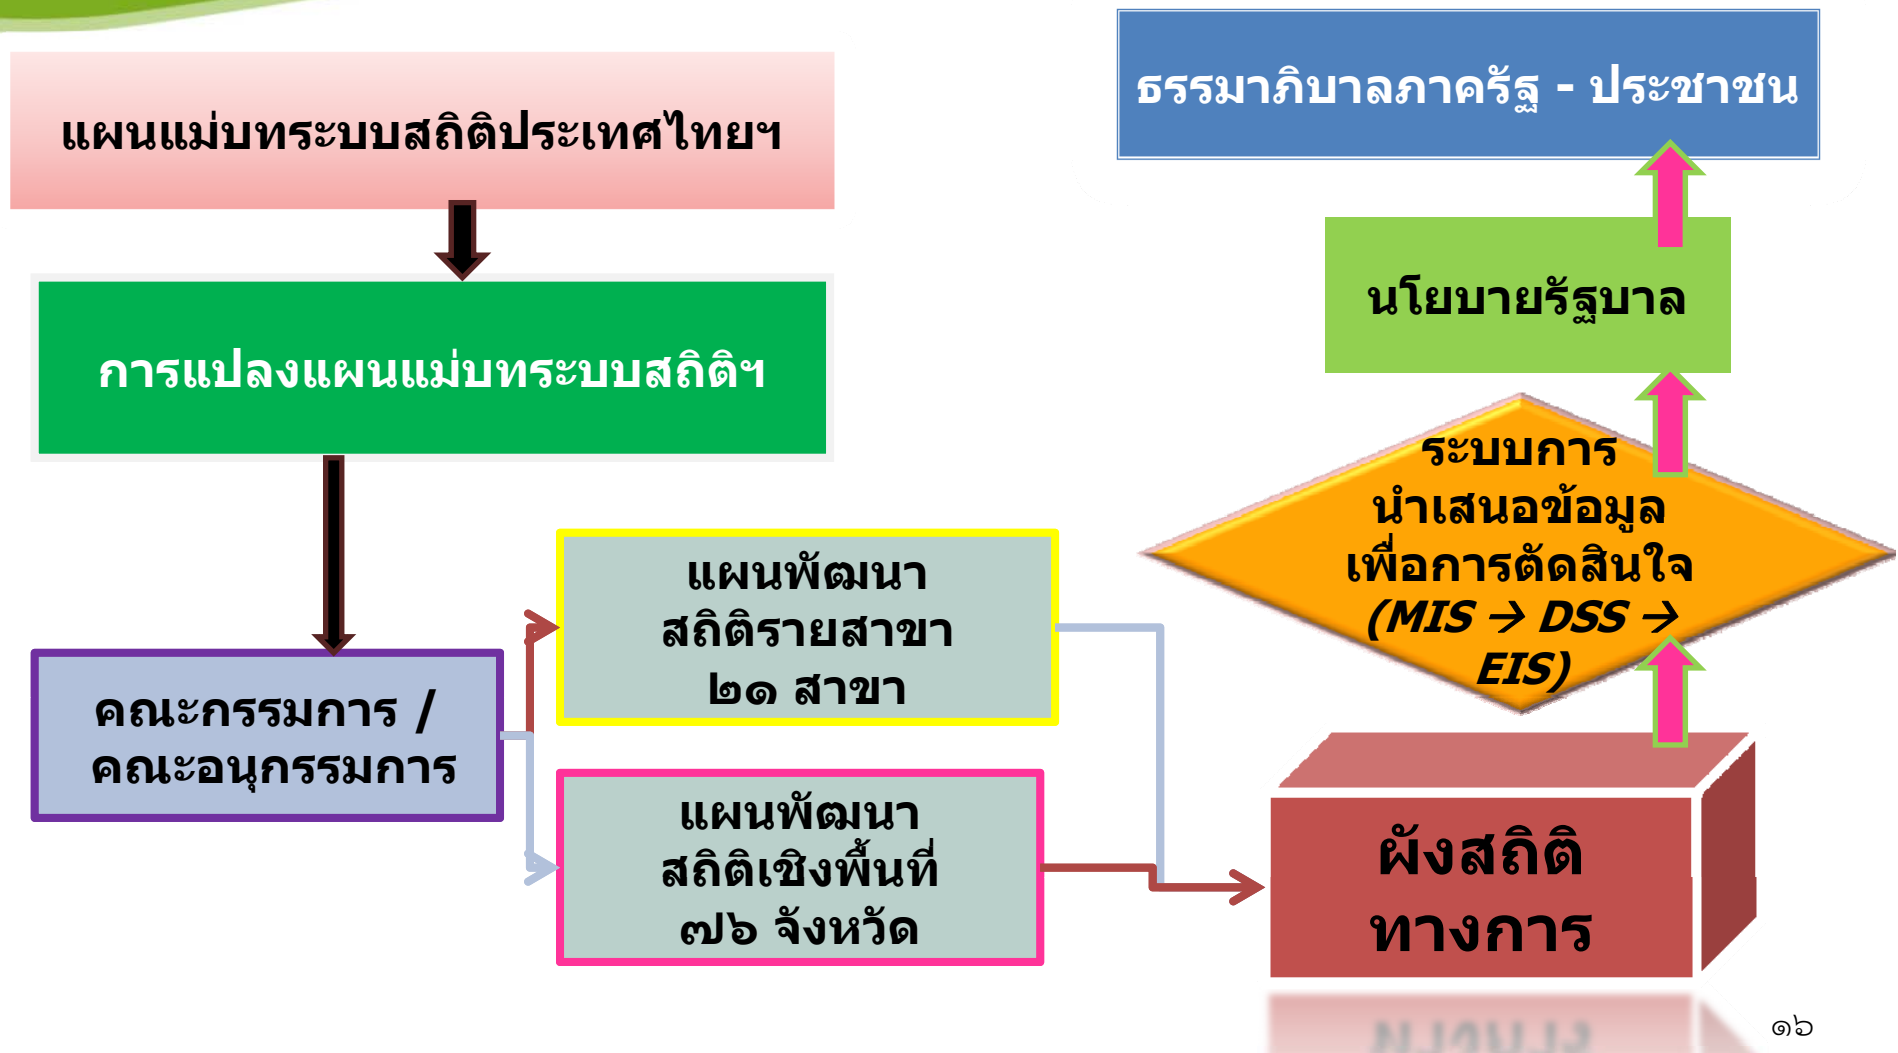 แผนแม่บทระบบสถิติประเทศไทยฯ
การแปลงแผนแม่บทระบบสถิติฯ
คณะกรรมการ /
คณะอนุกรรมการ
แผนพัฒนา
สถิติรายสาขา
๒๑ สาขา
แผนพัฒนา
สถิติเชิงพื้นที่
๗๖ จังหวัด
ผังสถิติ
ทางการ
ระบบการ
นำเสนอข้อมูล
เพื่อการตัดสินใจ
(MIS → DSS →
EIS)
นโยบายรัฐบาล
ธรรมาภิบาลภาครัฐ - ประชาชน
๑๖